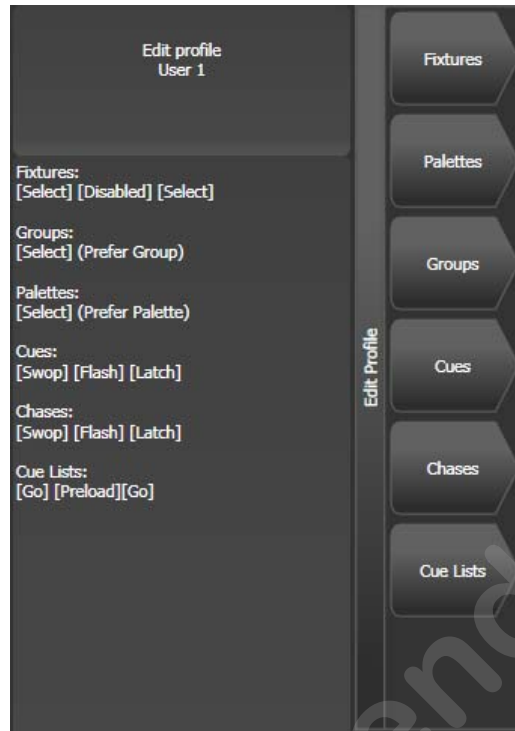 Edit profile
User 1
Fixtures:
[Select] [Disabled] [Select]
Groups:
[Select] (Prefer Group)
Palettes:
[Select] (Prefer Palette)
Cues:
[Swop] [Flash] [Latch]
Chases:
[Swop] [Flash] [Latch]
Cue Lists:
[Go] [Preload][Go]
Edit Profile
Fixtures
Palettes
Groups
Cues
Chases
Cue Lists